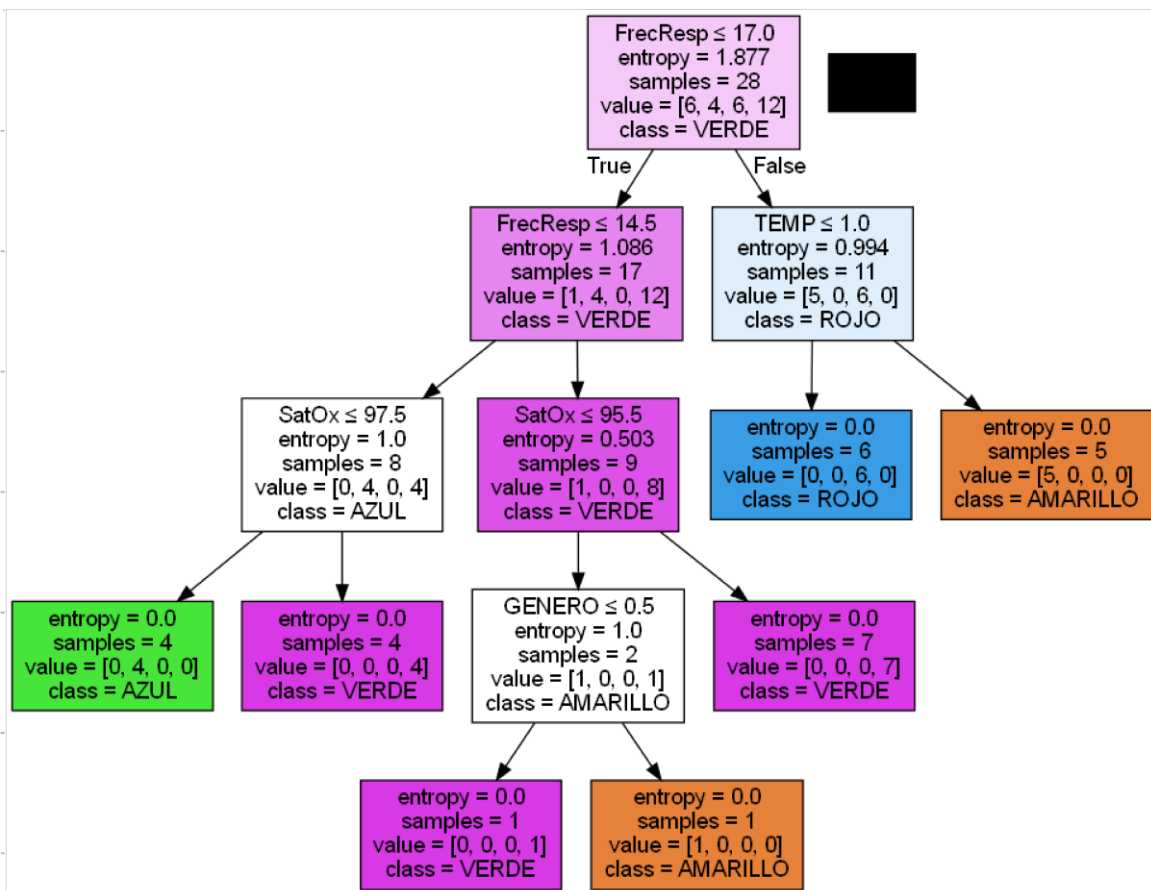 FrecResp ≤ 17.0
entropy = 1.877
samples = 28
value = [6, 4, 6, 12]
class = VERDE
True
False
FrecResp ≤ 14.5
entropy = 1.086
samples = 17
value = [1, 4, 0, 12]
class = VERDE
TEMP ≤ 1.0
entropy = 0.994
samples = 11
value = [5, 0, 6, 0]
class = ROJO
SatOx ≤ 97.5
entropy = 1.0
samples = 8
value = [0, 4, 0, 4]
class = AZUL
SatOx ≤ 95.5
entropy = 0.503
samples = 9
value = [1, 0, 0, 8]
class = VERDE
entropy = 0.0
samples = 6
value = [0, 0, 6, 0]
class = ROJO
entropy = 0.0
samples = 5
value = [5, 0, 0, 0]
class = AMARILLO
entropy = 0.0
samples = 4
value = [0, 4, 0, 0]
class = AZUL
entropy = 0.0
samples = 4
value = [0, 0, 0, 4]
class = VERDE
GENERO ≤ 0.5
entropy = 1.0
samples = 2
value = [1, 0, 0, 1]
class = AMARILLO
entropy = 0.0
samples = 7
value = [0, 0, 0, 7]
class = VERDE
entropy = 0.0
samples = 1
value = [0, 0, 0, 1]
class = VERDE
entropy = 0.0
samples = 1
value = [1, 0, 0, 0]
class = AMARILLO